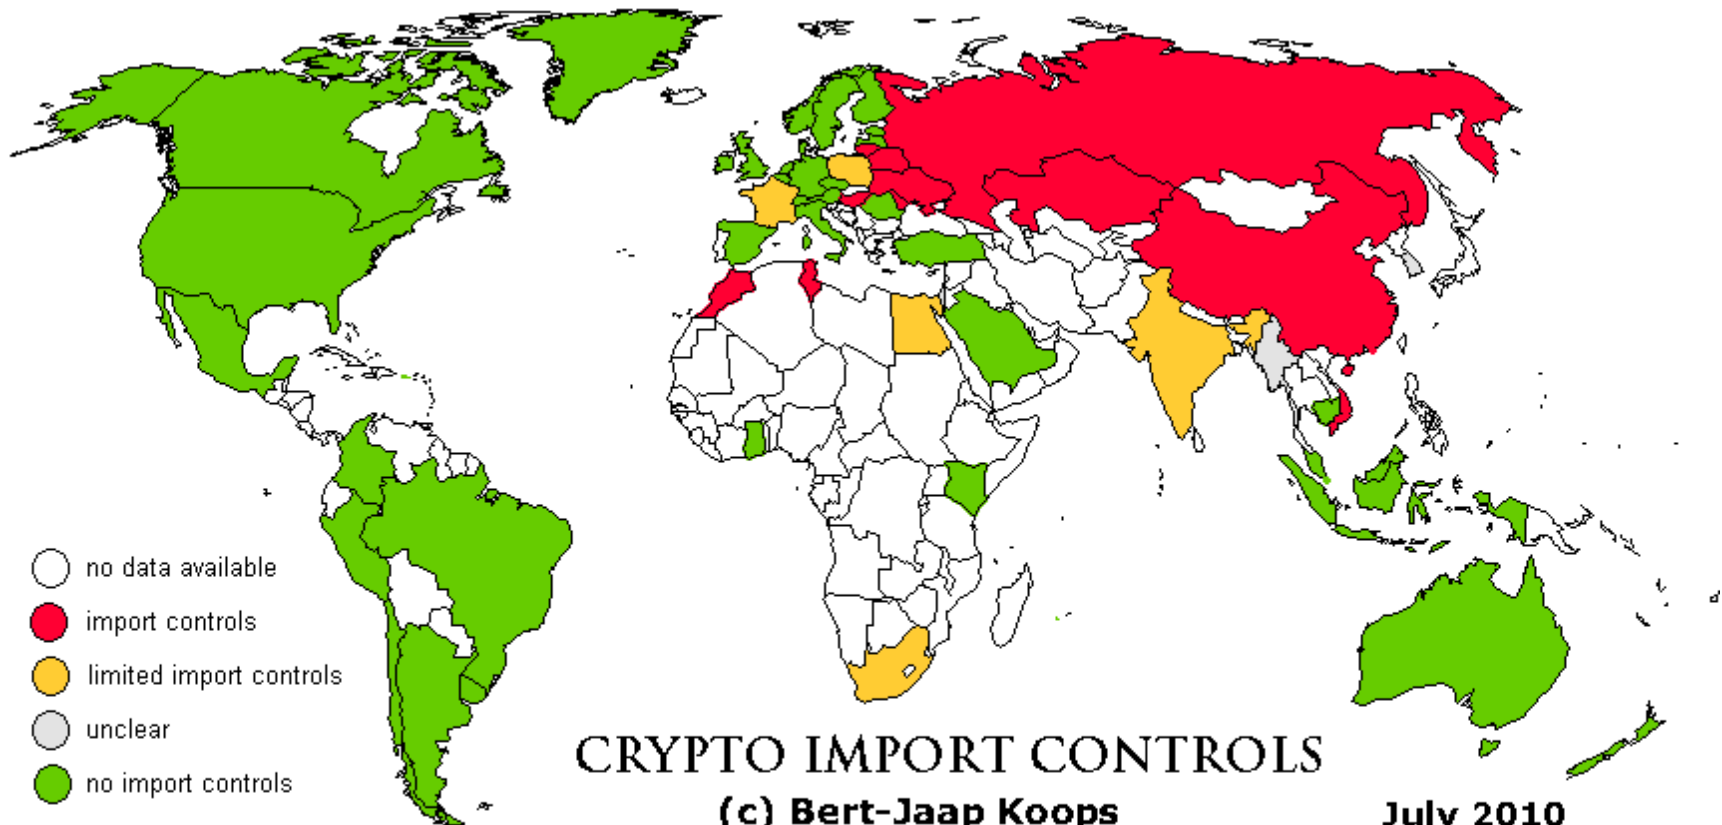 no data available
import controls
limited import controls
unclear
no import controls
CRYPTO IMPORT CONTROLS
(c) Bert-Jaap Koops
July 2010